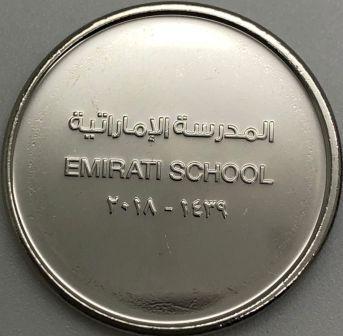 المدرسة الإماراتية
EMIRATI SCHOOL
١٤٣٩ - ٢٠١٨